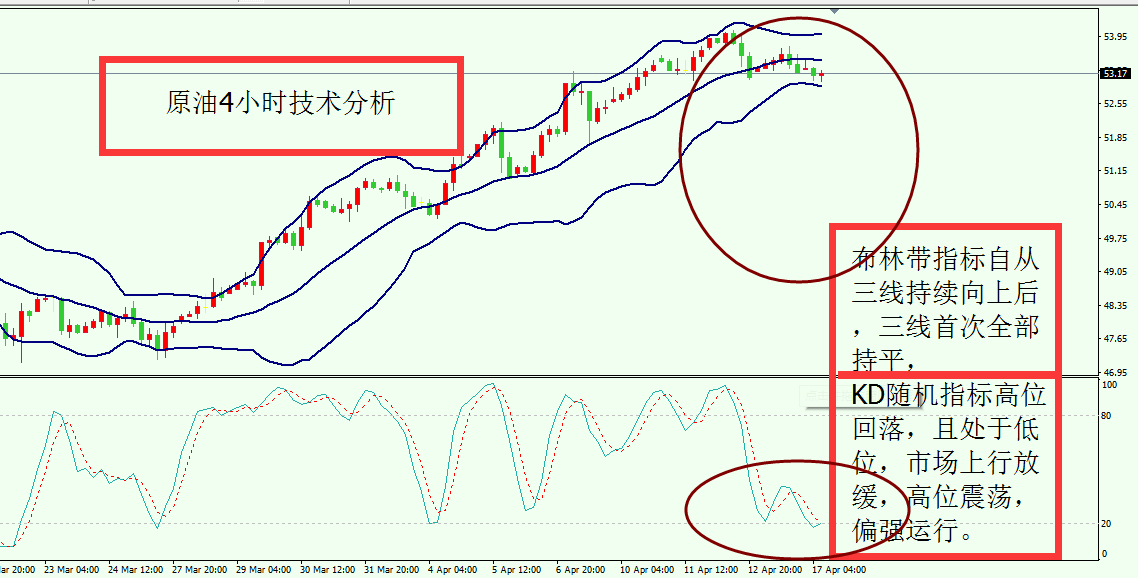 原油4小时技术分析
53.95
53.17
52.55
51.85
51.15
50.45
49.75
49.05
48.35
47.65
46.95
布林带指标自从
三线持续向上后
，三线首次全部
持平，
KD随机指标高位
回落，且处于低
位，市场上行放
缓，高位震荡，
偏强运行。
100
80
20
0
20:00 23 Mar 04:00 24 Mar 12:00 27 Mar 20:00 29 Mar 04:00 30 Mar 12:00 31 Mar 20:00 4 Apr 04:00 5 Apr 12:00 6 Apr 20:00 10 Apr 04:00 11 Apr 12:00 12 Apr 20:00 17 Apr 04:00